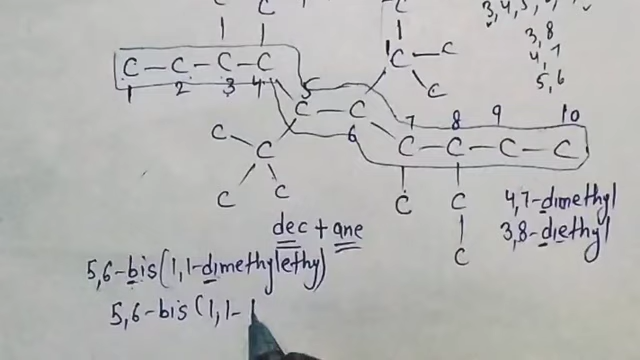 C C 3,4,5,
C — C — C — C C — C 3,8
1 2 3 4 C 4,7
5 5,6
C — C
6 7 8 9 10
C C C — C — C — C
C C C C 4,7-dimethyl
dec + ane C 3,8-diethyl
5,6-bis(1,1-dimethylethyl)
5,6-bis(1,1-